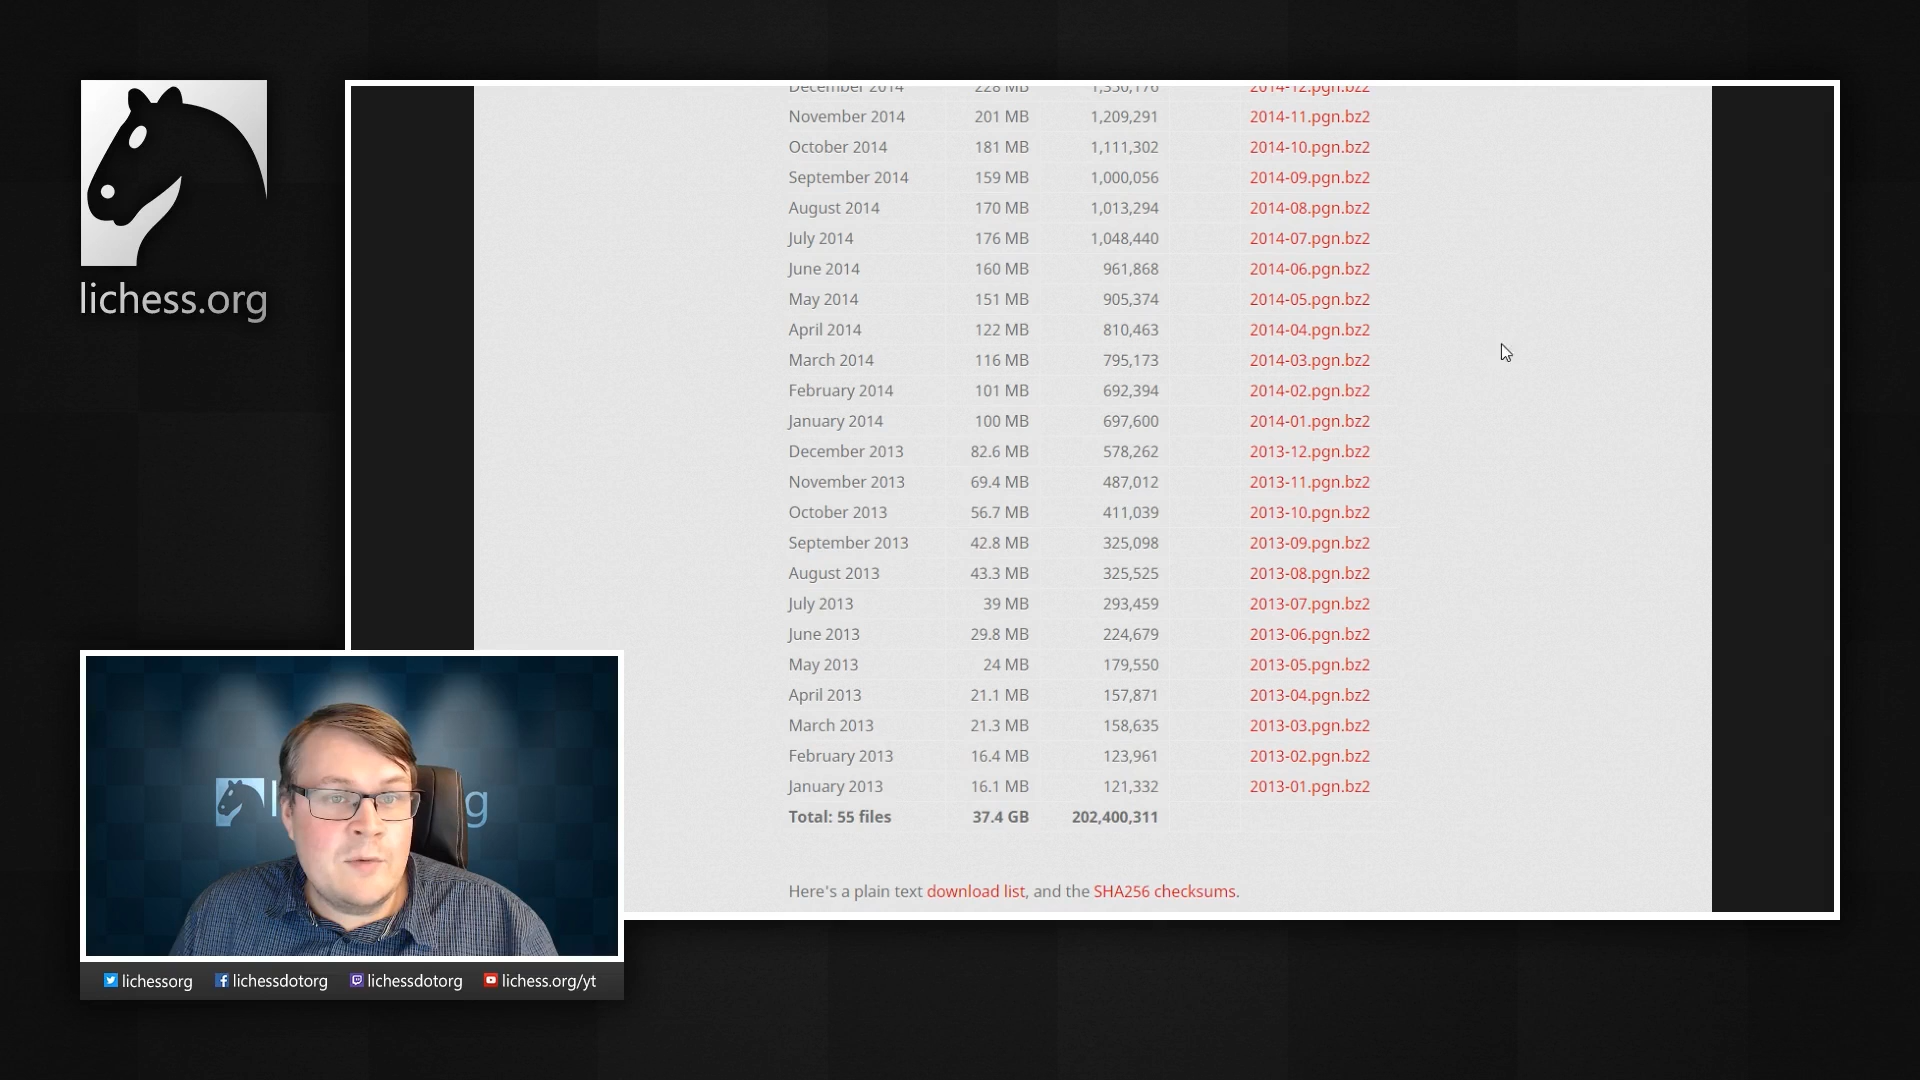 lichess.org
December 2014 228 MB 1,350,176 2014-12.pgn.bz2
November 2014 201 MB 1,209,291 2014-11.pgn.bz2
October 2014 181 MB 1,111,302 2014-10.pgn.bz2
September 2014 159 MB 1,000,056 2014-09.pgn.bz2
August 2014 170 MB 1,013,294 2014-08.pgn.bz2
July 2014 176 MB 1,048,440 2014-07.pgn.bz2
June 2014 160 MB 961,868 2014-06.pgn.bz2
May 2014 151 MB 905,374 2014-05.pgn.bz2
April 2014 122 MB 810,463 2014-04.pgn.bz2
March 2014 116 MB 795,173 2014-03.pgn.bz2
February 2014 101 MB 692,394 2014-02.pgn.bz2
January 2014 100 MB 697,600 2014-01.pgn.bz2
December 2013 82.6 MB 578,262 2013-12.pgn.bz2
November 2013 69.4 MB 487,012 2013-11.pgn.bz2
October 2013 56.7 MB 411,039 2013-10.pgn.bz2
September 2013 42.8 MB 325,098 2013-09.pgn.bz2
August 2013 43.3 MB 325,525 2013-08.pgn.bz2
July 2013 39 MB 293,459 2013-07.pgn.bz2
June 2013 29.8 MB 224,679 2013-06.pgn.bz2
May 2013 24 MB 179,550 2013-05.pgn.bz2
April 2013 21.1 MB 157,871 2013-04.pgn.bz2
March 2013 21.3 MB 158,635 2013-03.pgn.bz2
February 2013 16.4 MB 123,961 2013-02.pgn.bz2
January 2013 16.1 MB 121,332 2013-01.pgn.bz2
Total: 55 files 37.4 GB 202,400,311
Here's a plain text download list, and the SHA256 checksums.
lichessorg lichessdotorg lichessdotorg lichess.org/yt